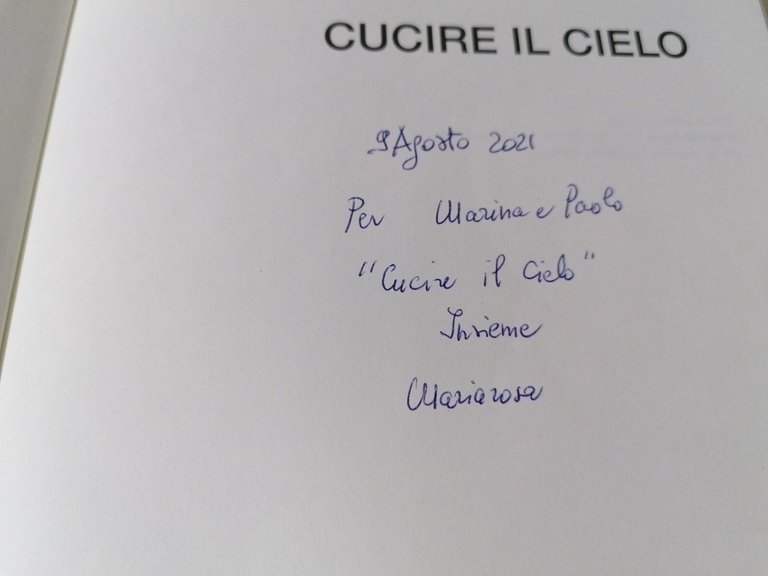 CUCIRE IL CIELO
9 Agosto 2021
Per Marina e Paolo
"Cucire il Cielo"
Insieme
Mariarosa